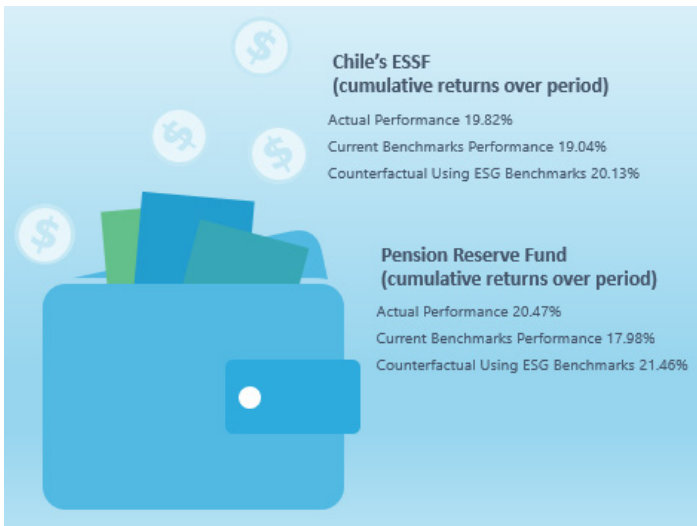 Chile's ESSF
(cumulative returns over period)
Actual Performance 19.82%
Current Benchmarks Performance 19.04%
Counterfactual Using ESG Benchmarks 20.13%
Pension Reserve Fund
(cumulative returns over period)
Actual Performance 20.47%
Current Benchmarks Performance 17.98%
Counterfactual Using ESG Benchmarks 21.46%
$
$
$
$